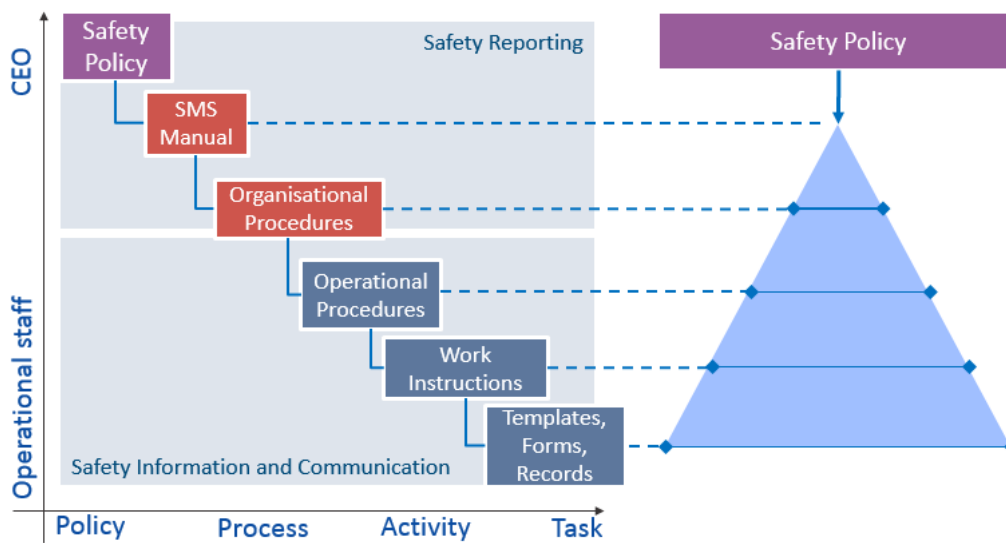 CEO
Operational staff
Safety
Policy
Safety Reporting
SMS
Manual
Organisational
Procedures
Operational
Procedures
Work
Instructions
Templates,
Forms,
Records
Safety Information and Communication
Policy
Process
Activity
Task
Safety Policy